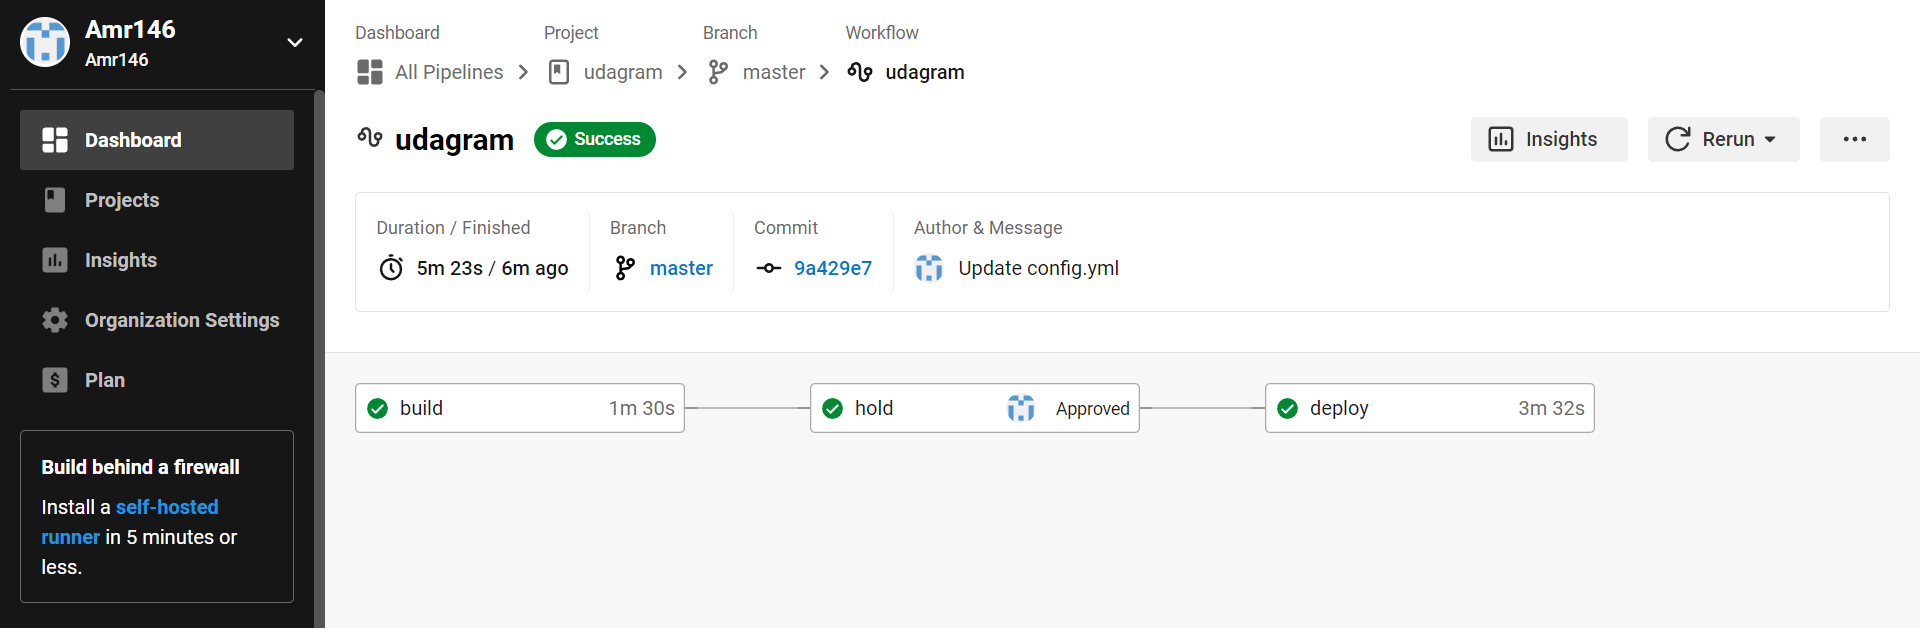 Amr146
Amr146
Dashboard
Projects
Insights
Organization Settings
Plan
Build behind a firewall
Install a self-hosted
runner in 5 minutes or
less.
Dashboard Project Branch Workflow
All Pipelines udagram master udagram
udagram Success Insights Rerun
Duration / Finished Branch Commit Author & Message
5m 23s / 6m ago master 9a429e7 Update config.yml
build 1m 30s hold Approved deploy 3m 32s